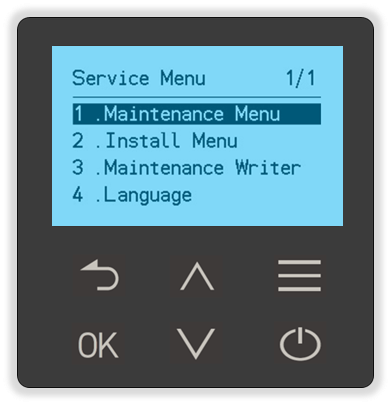 Service Menu 1/1
1 .Maintenance Menu
2 .Install Menu
3 .Maintenance Writer
4 .Language
OK